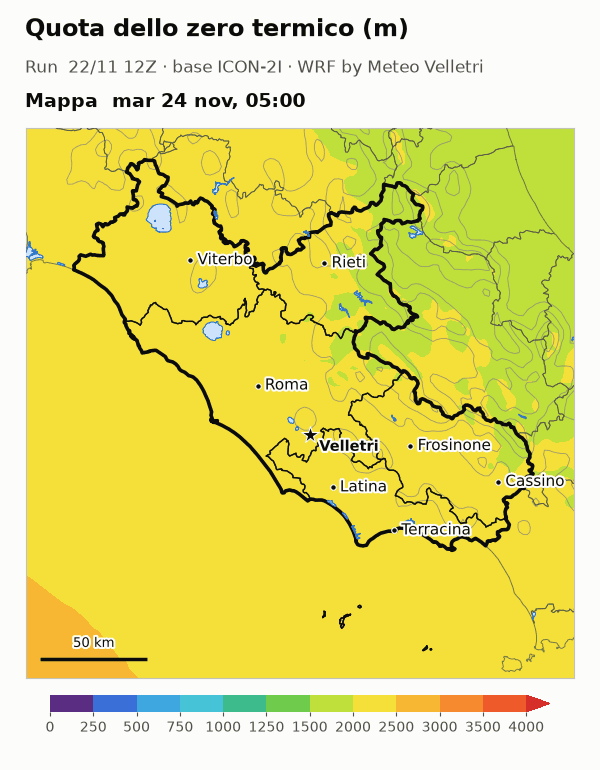 Quota dello zero termico (m)
Run  22/11 12Z · base ICON-2I · WRF by Meteo Velletri
Mappa  mar 24 nov, 05:00
Viterbo
Rieti
Roma
Velletri
Frosinone
Cassino
Latina
Terracina
50 km
0 250 500 750 1000 1250 1500 2000 2500 3000 3500 4000